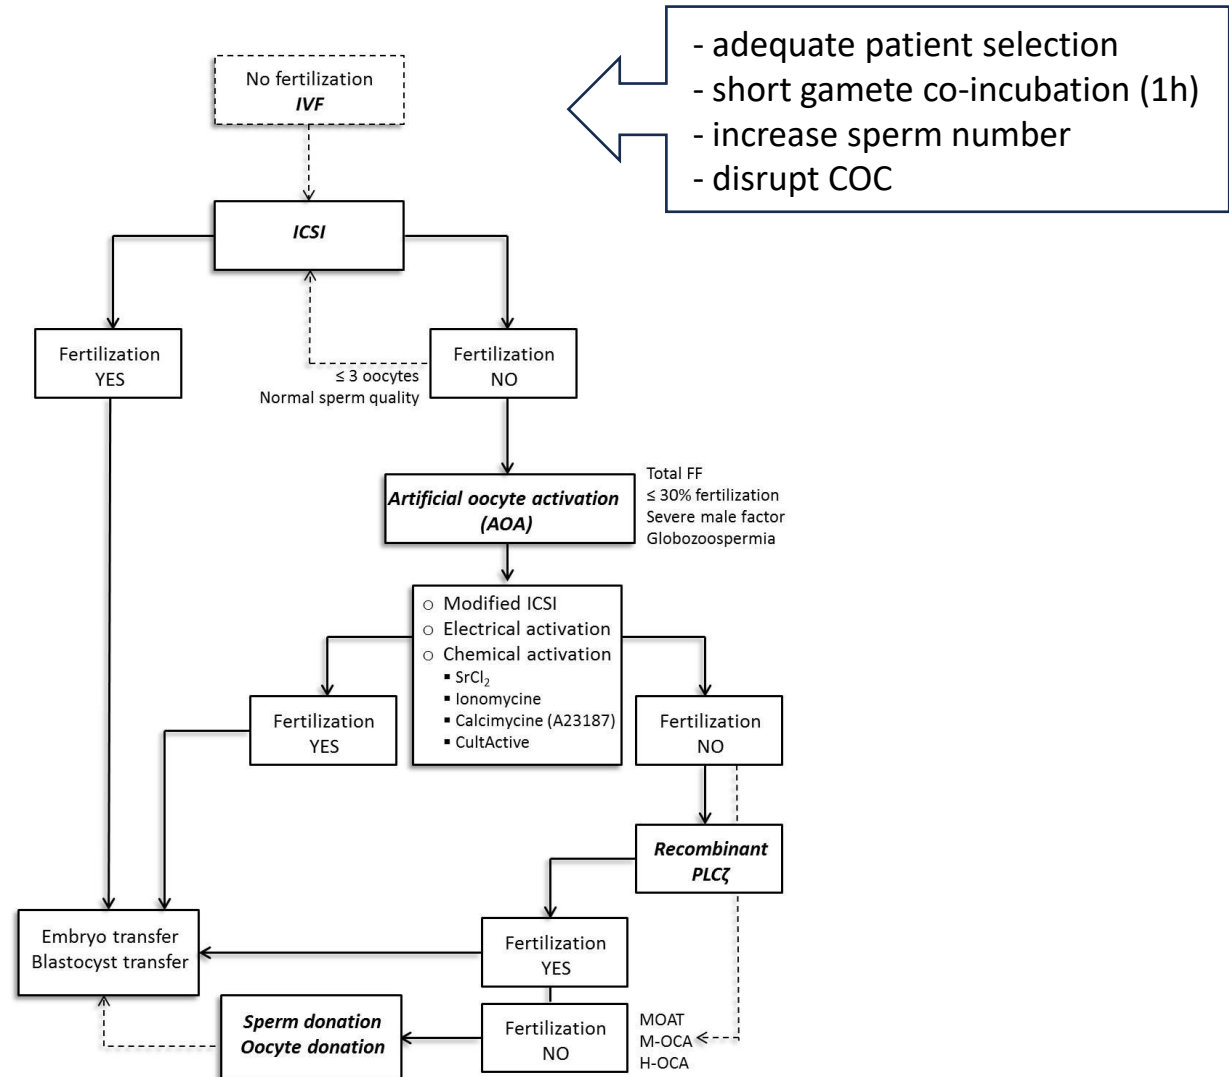 - adequate patient selection
- short gamete co-incubation (1h)
- increase sperm number
- disrupt COC
No fertilization
IVF
ICSI
Fertilization
YES
Fertilization
NO
≤ 3 oocytes
Normal sperm quality
Artificial oocyte activation
(AOA)
Total FF
≤ 30% fertilization
Severe male factor
Globozoospermia
○ Modified ICSI
○ Electrical activation
○ Chemical activation
▪ SrCl₂
▪ Ionomycine
▪ Calcimycine (A23187)
▪ CultActive
Fertilization
YES
Fertilization
NO
Recombinant
PLCζ
Embryo transfer
Blastocyst transfer
Fertilization
YES
Sperm donation
Oocyte donation
Fertilization
NO
MOAT
M-OCA
H-OCA